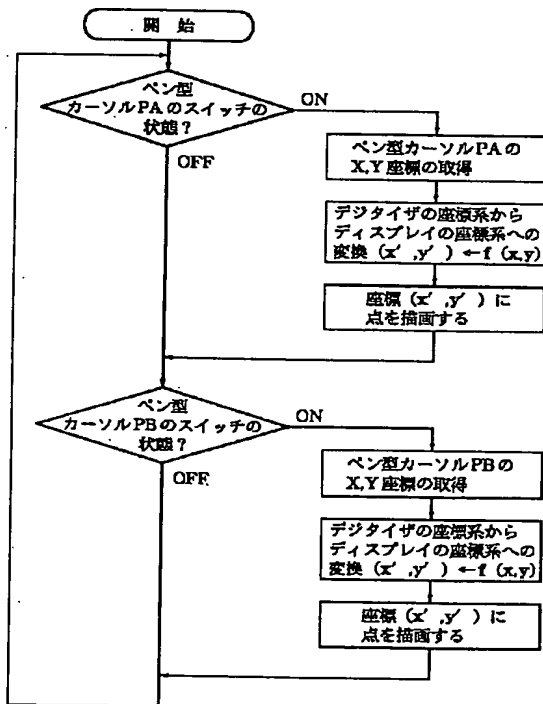 開始
ペン型
カーソルPAのスイッチの
状態？
ON
OFF
ペン型カーソルPAの
X,Y座標の取得
デジタイザの座標系から
ディスプレイの座標系への
変換（x′,y′）←f（x,y）
座標（x′,y′）に
点を描画する
ペン型
カーソルPBのスイッチの
状態？
ON
OFF
ペン型カーソルPBの
X,Y座標の取得
デジタイザの座標系から
ディスプレイの座標系への
変換（x′,y′）←f（x,y）
座標（x′,y′）に
点を描画する